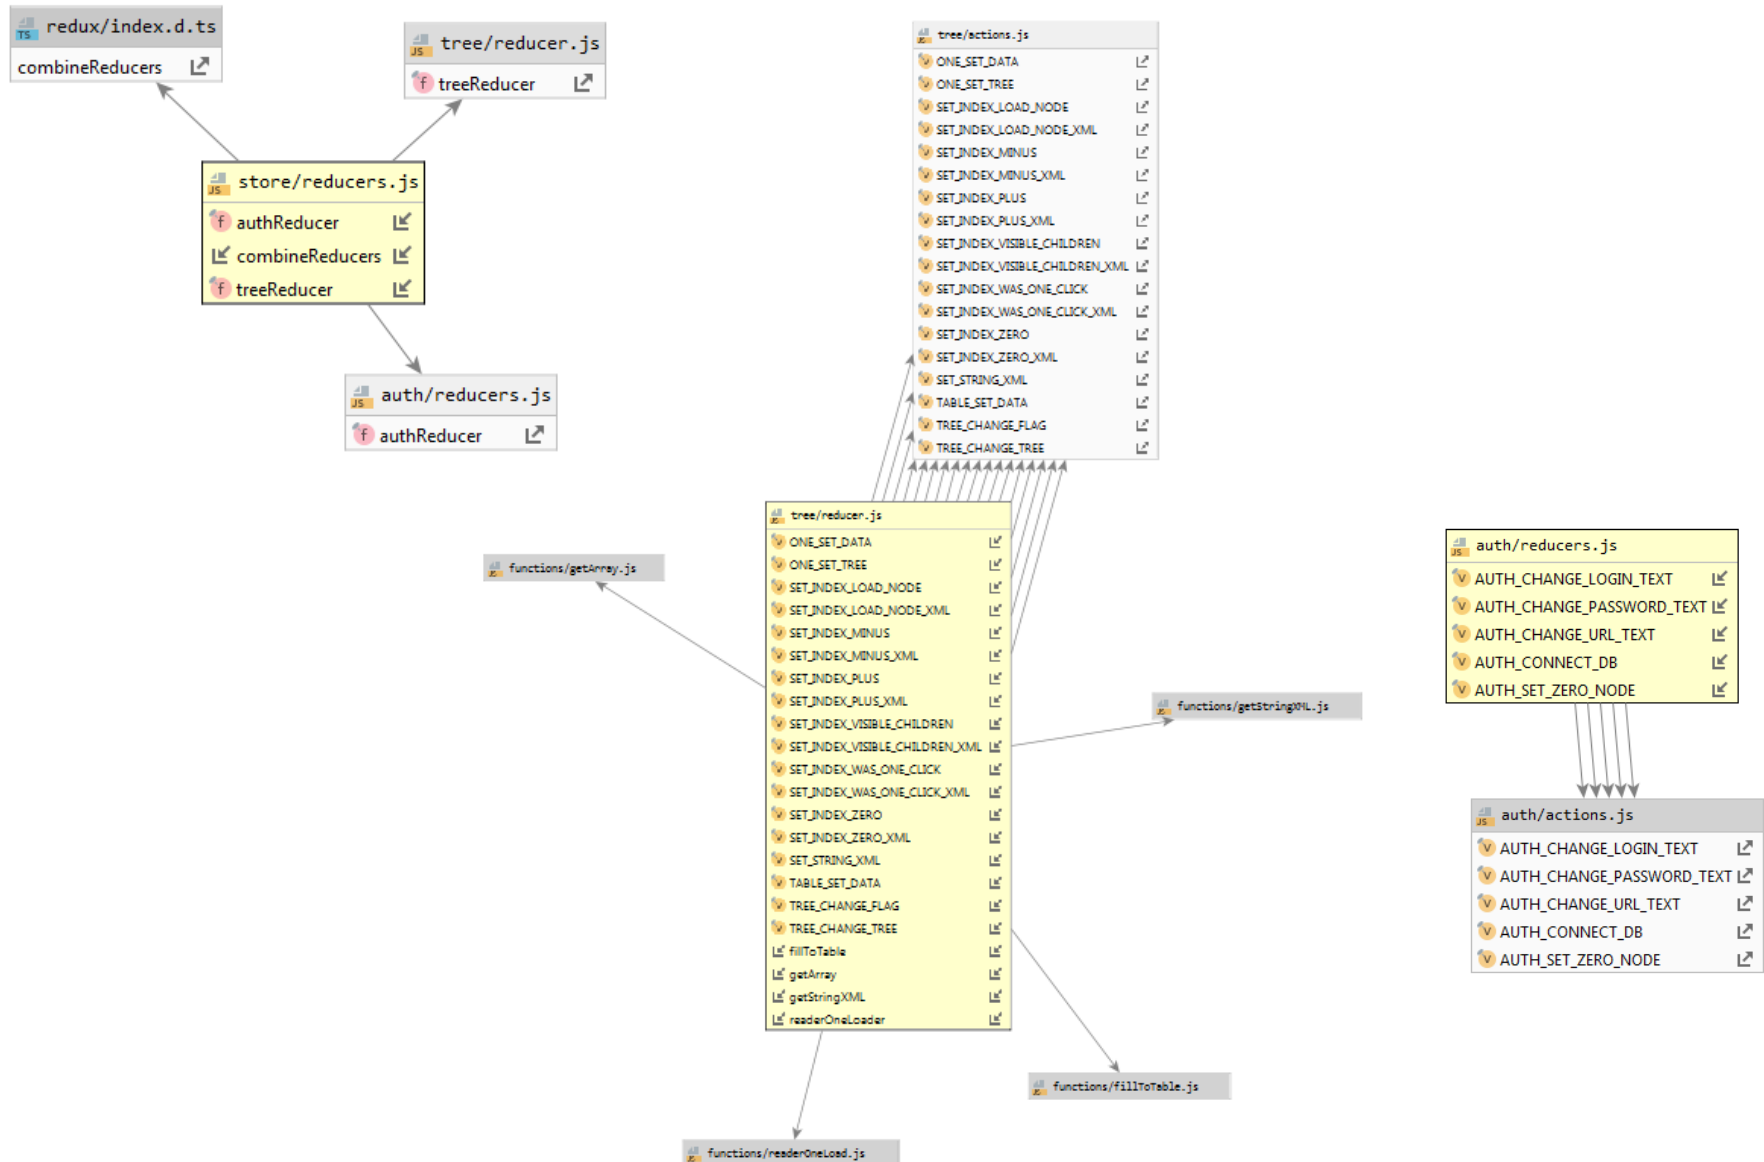 redux/index.d.ts
combineReducers
tree/reducer.js
treeReducer
store/reducers.js
authReducer
combineReducers
treeReducer
auth/reducers.js
authReducer
tree/actions.js
ONE_SET_DATA
ONE_SET_TREE
SET_INDEX_LOAD_NODE
SET_INDEX_LOAD_NODE_XML
SET_INDEX_MINUS
SET_INDEX_MINUS_XML
SET_INDEX_PLUS
SET_INDEX_PLUS_XML
SET_INDEX_VISIBLE_CHILDREN
SET_INDEX_VISIBLE_CHILDREN_XML
SET_INDEX_WAS_ONE_CLICK
SET_INDEX_WAS_ONE_CLICK_XML
SET_INDEX_ZERO
SET_INDEX_ZERO_XML
SET_STRING_XML
TABLE_SET_DATA
TREE_CHANGE_FLAG
TREE_CHANGE_TREE
tree/reducer.js
ONE_SET_DATA
ONE_SET_TREE
SET_INDEX_LOAD_NODE
SET_INDEX_LOAD_NODE_XML
SET_INDEX_MINUS
SET_INDEX_MINUS_XML
SET_INDEX_PLUS
SET_INDEX_PLUS_XML
SET_INDEX_VISIBLE_CHILDREN
SET_INDEX_VISIBLE_CHILDREN_XML
SET_INDEX_WAS_ONE_CLICK
SET_INDEX_WAS_ONE_CLICK_XML
SET_INDEX_ZERO
SET_INDEX_ZERO_XML
SET_STRING_XML
TABLE_SET_DATA
TREE_CHANGE_FLAG
TREE_CHANGE_TREE
fillToTable
getArray
getStringXML
readerOneLoader
functions/getArray.js
functions/getStringXML.js
functions/fillToTable.js
functions/readerOneLoad.js
auth/reducers.js
AUTH_CHANGE_LOGIN_TEXT
AUTH_CHANGE_PASSWORD_TEXT
AUTH_CHANGE_URL_TEXT
AUTH_CONNECT_DB
AUTH_SET_ZERO_NODE
auth/actions.js
AUTH_CHANGE_LOGIN_TEXT
AUTH_CHANGE_PASSWORD_TEXT
AUTH_CHANGE_URL_TEXT
AUTH_CONNECT_DB
AUTH_SET_ZERO_NODE